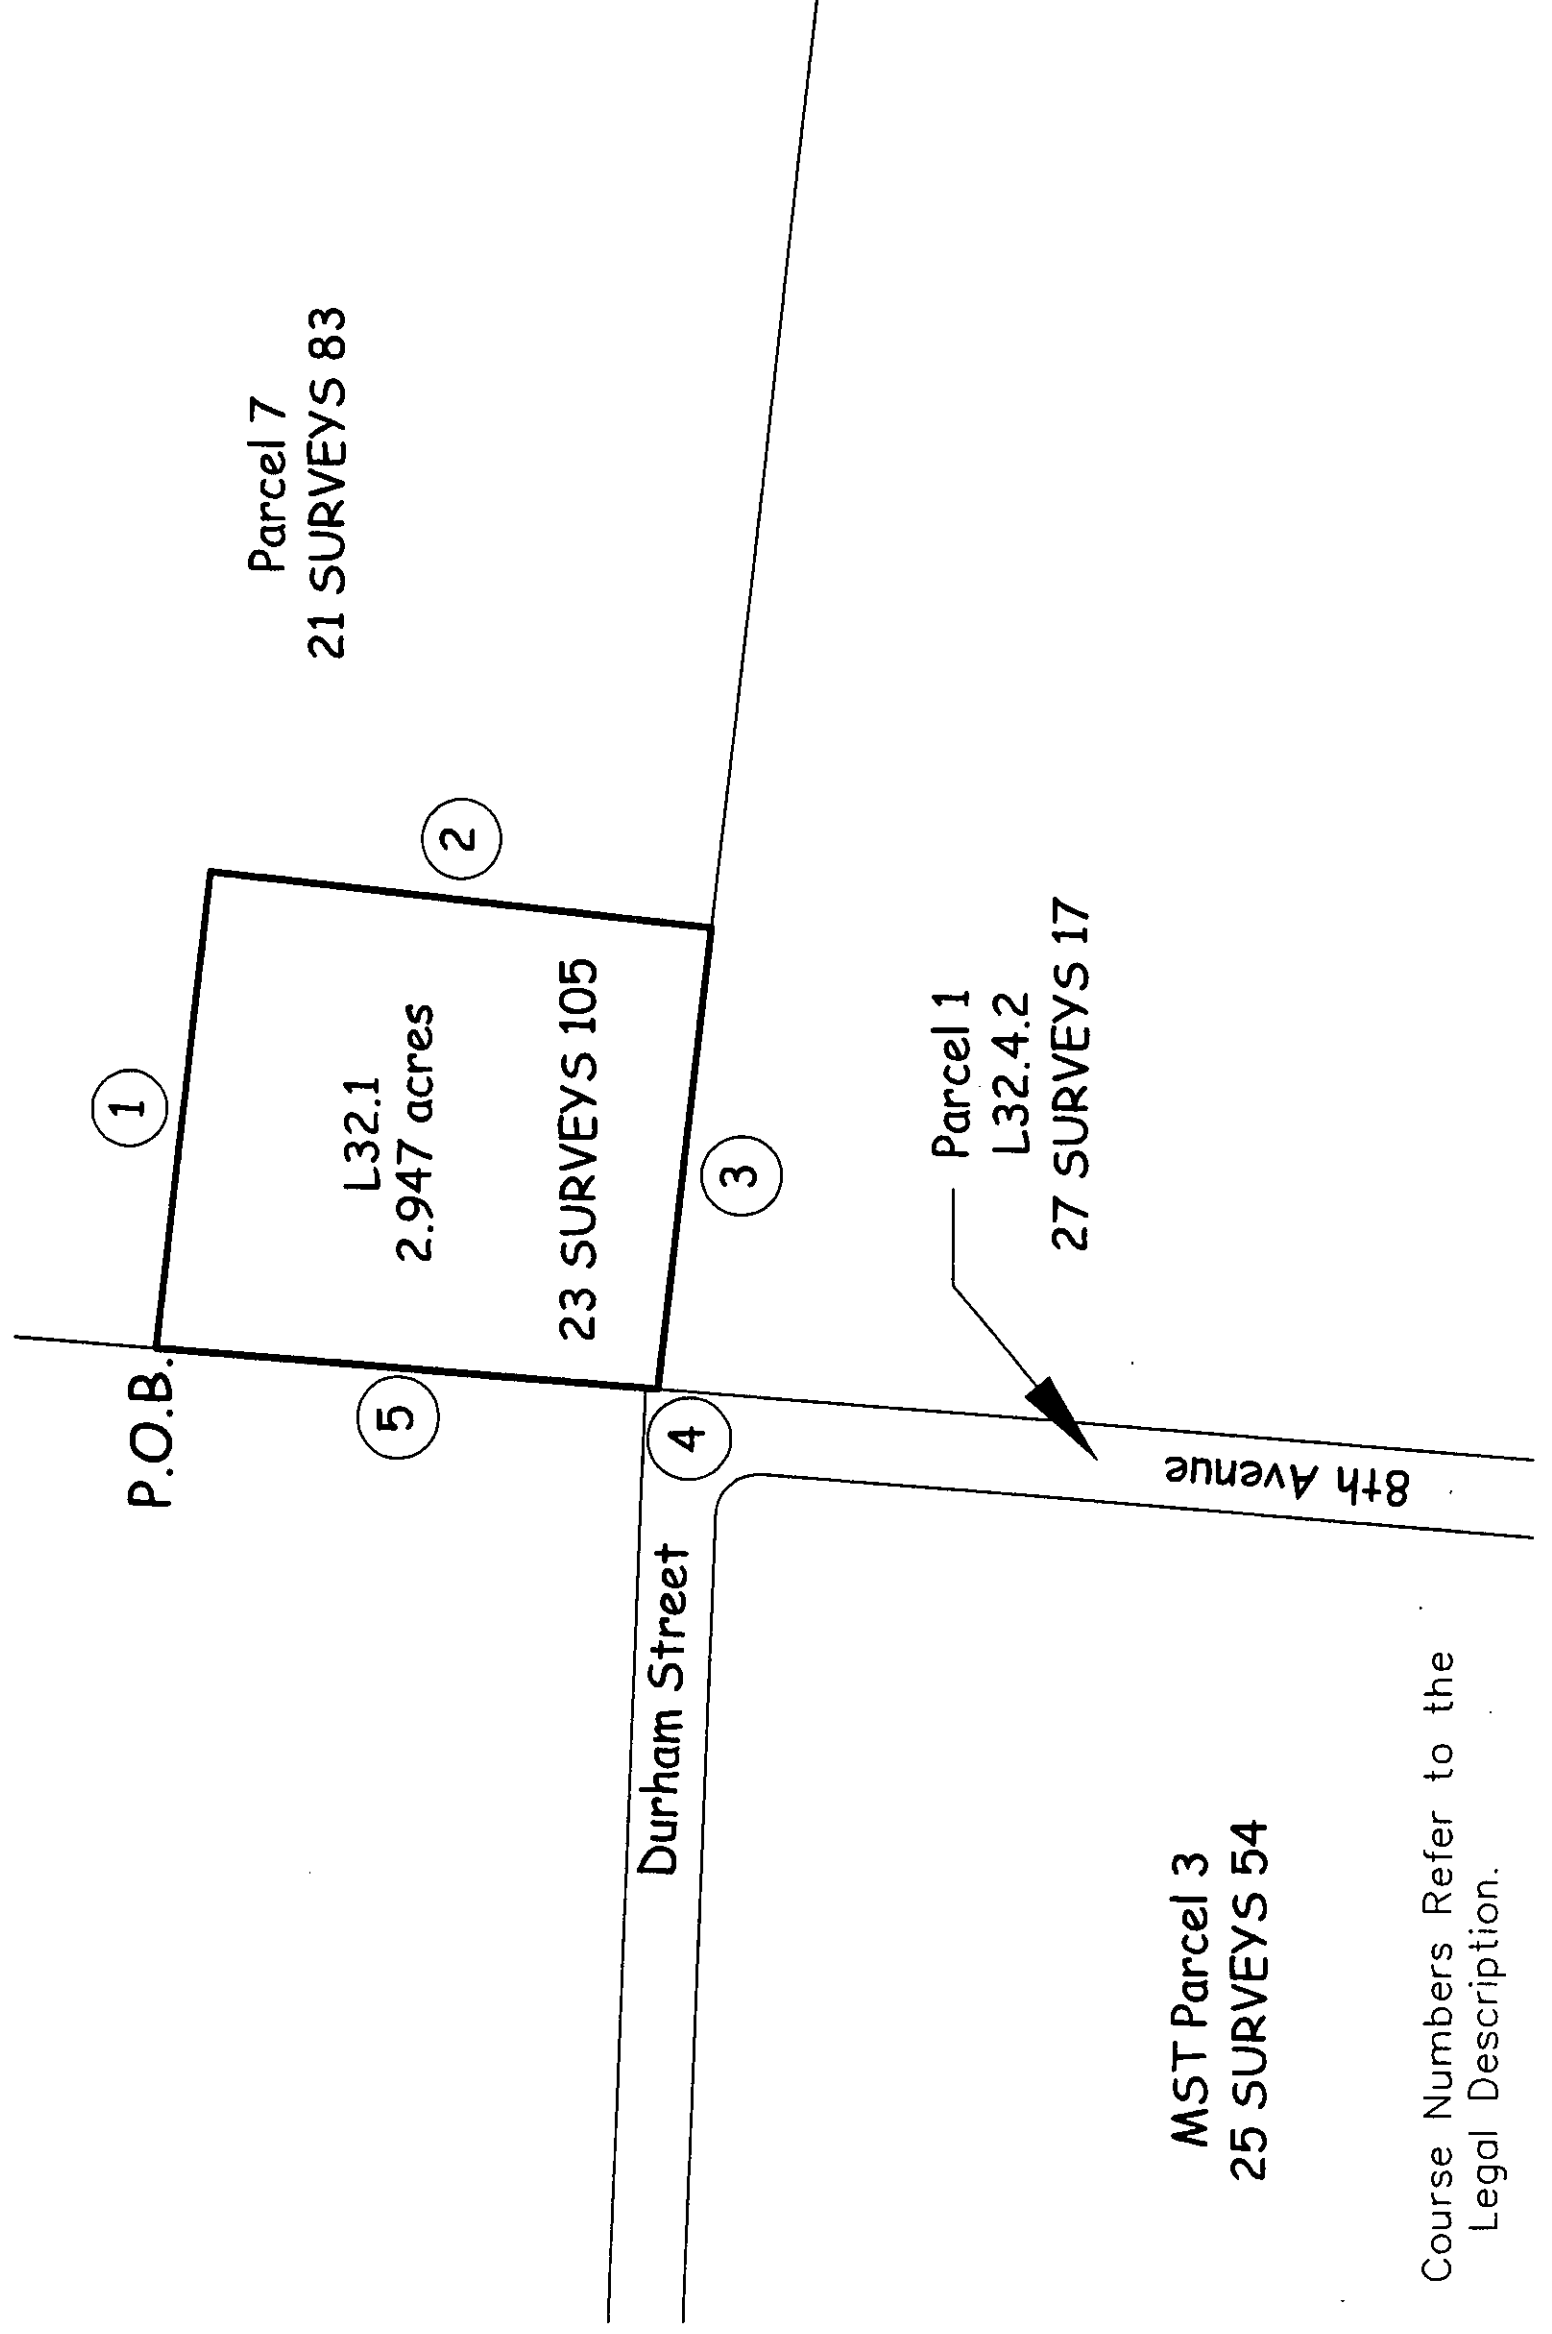 P.O.B.
1
2
3
4
5
L32.1
2.947 acres
23 SURVEYS 105
Parcel 7
21 SURVEYS 83
Durham Street
8th Avenue
Parcel 1
L32.4.2
27 SURVEYS 17
MST Parcel 3
25 SURVEYS 54
Course Numbers Refer to the
Legal Description.